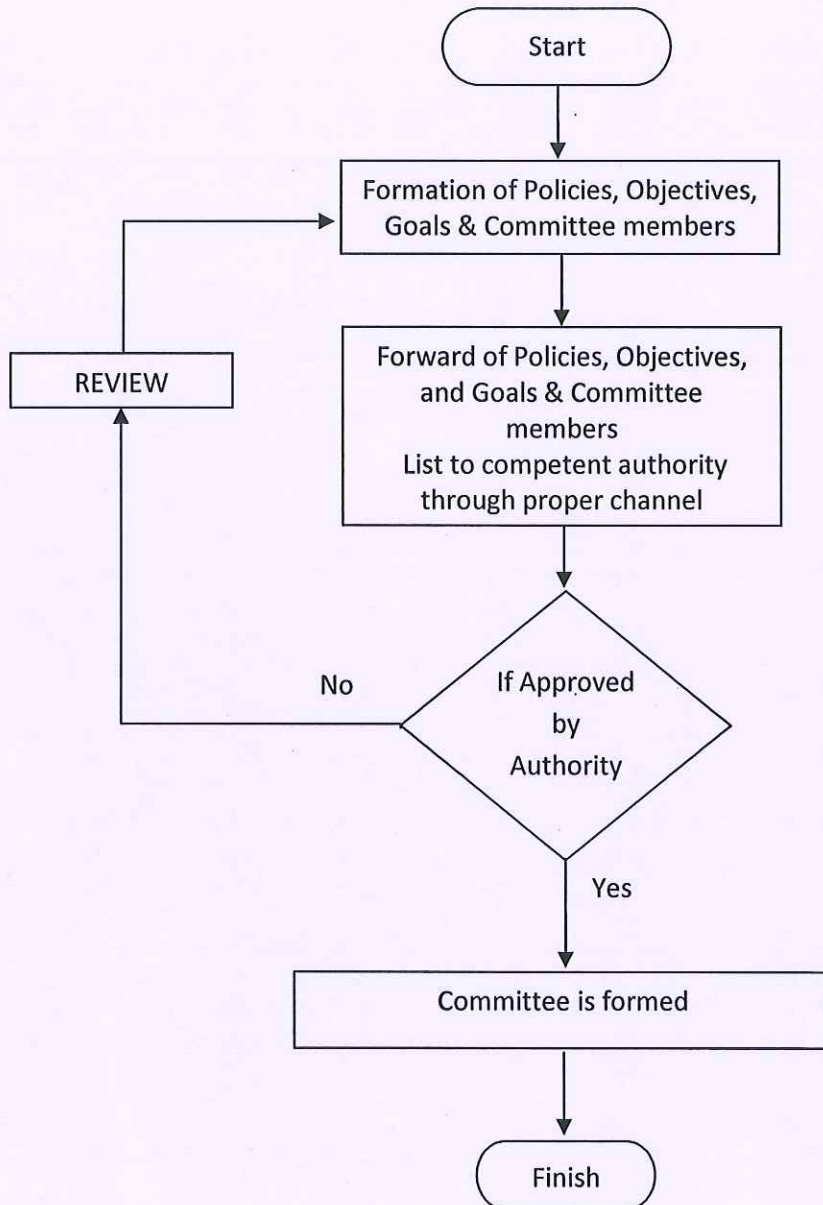 Start
Formation of Policies, Objectives,
Goals & Committee members
REVIEW
Forward of Policies, Objectives,
and Goals & Committee
members
List to competent authority
through proper channel
No
If Approved
by
Authority
Yes
Committee is formed
Finish